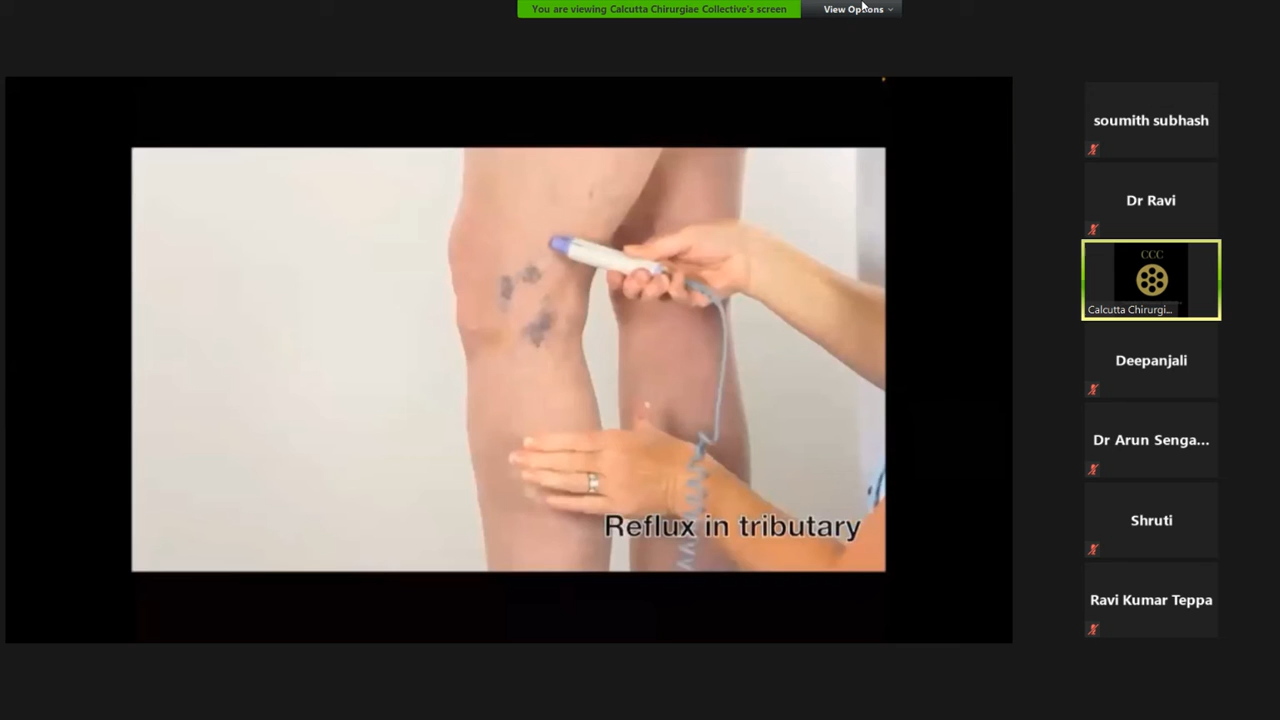 You are viewing Calcutta Chirurgiae Collective's screen
View Options
soumith subhash
Dr Ravi
CCC
Calcutta Chirurgi...
Deepanjali
Dr Arun Senga...
Shruti
Ravi Kumar Teppa
Reflux in tributary